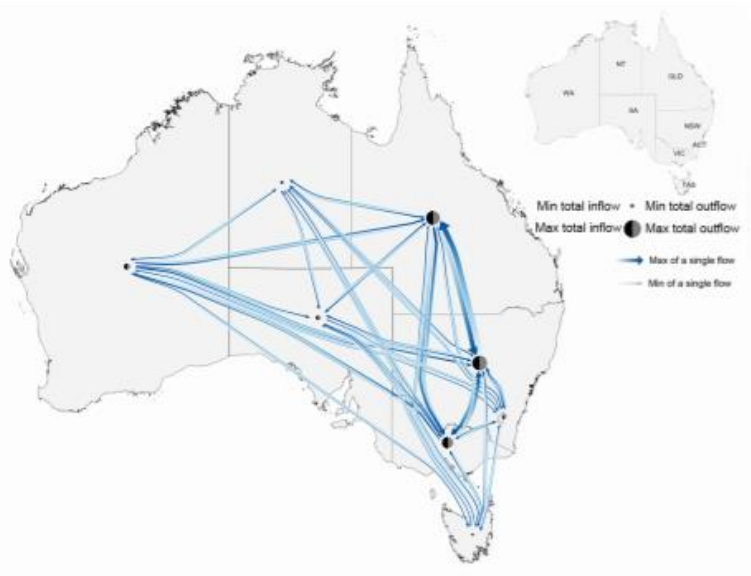 NT
QLD
WA
SA
NSW
ACT
VIC
TAS
Min total inflow Min total outflow
Max total inflow Max total outflow
Max of a single flow
Min of a single flow